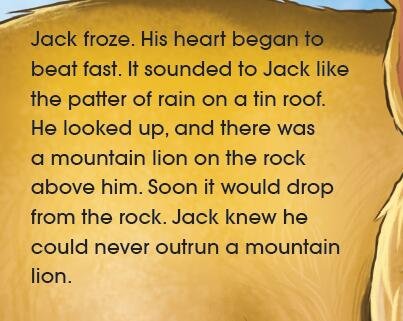 Jack froze. His heart began to
beat fast. It sounded to Jack like
the patter of rain on a tin roof.
He looked up, and there was
a mountain lion on the rock
above him. Soon it would drop
from the rock. Jack knew he
could never outrun a mountain
lion.